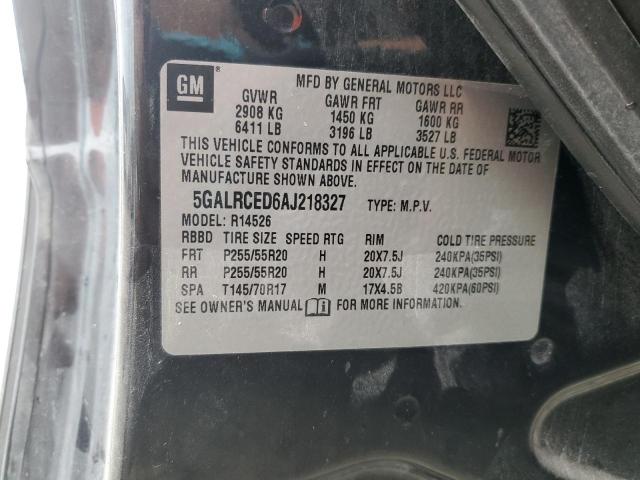 GM
MFD BY GENERAL MOTORS LLC
GVWR GAWR FRT GAWR RR
2908 KG 1450 KG 1600 KG
6411 LB 3196 LB 3527 LB
THIS VEHICLE CONFORMS TO ALL APPLICABLE U.S. FEDERAL MOTOR
VEHICLE SAFETY STANDARDS IN EFFECT ON THE DATE OF
MANUFACTURE SHOWN ABOVE.
5GALRCED6AJ218327 TYPE: M.P.V.
MODEL: R14526
RBBD TIRE SIZE SPEED RTG RIM COLD TIRE PRESSURE
FRT P255/55R20 H 20X7.5J 240KPA(35PSI)
RR P255/55R20 H 20X7.5J 240KPA(35PSI)
SPA T145/70R17 M 17X4.5B 420KPA(60PSI)
SEE OWNER'S MANUAL FOR MORE INFORMATION.